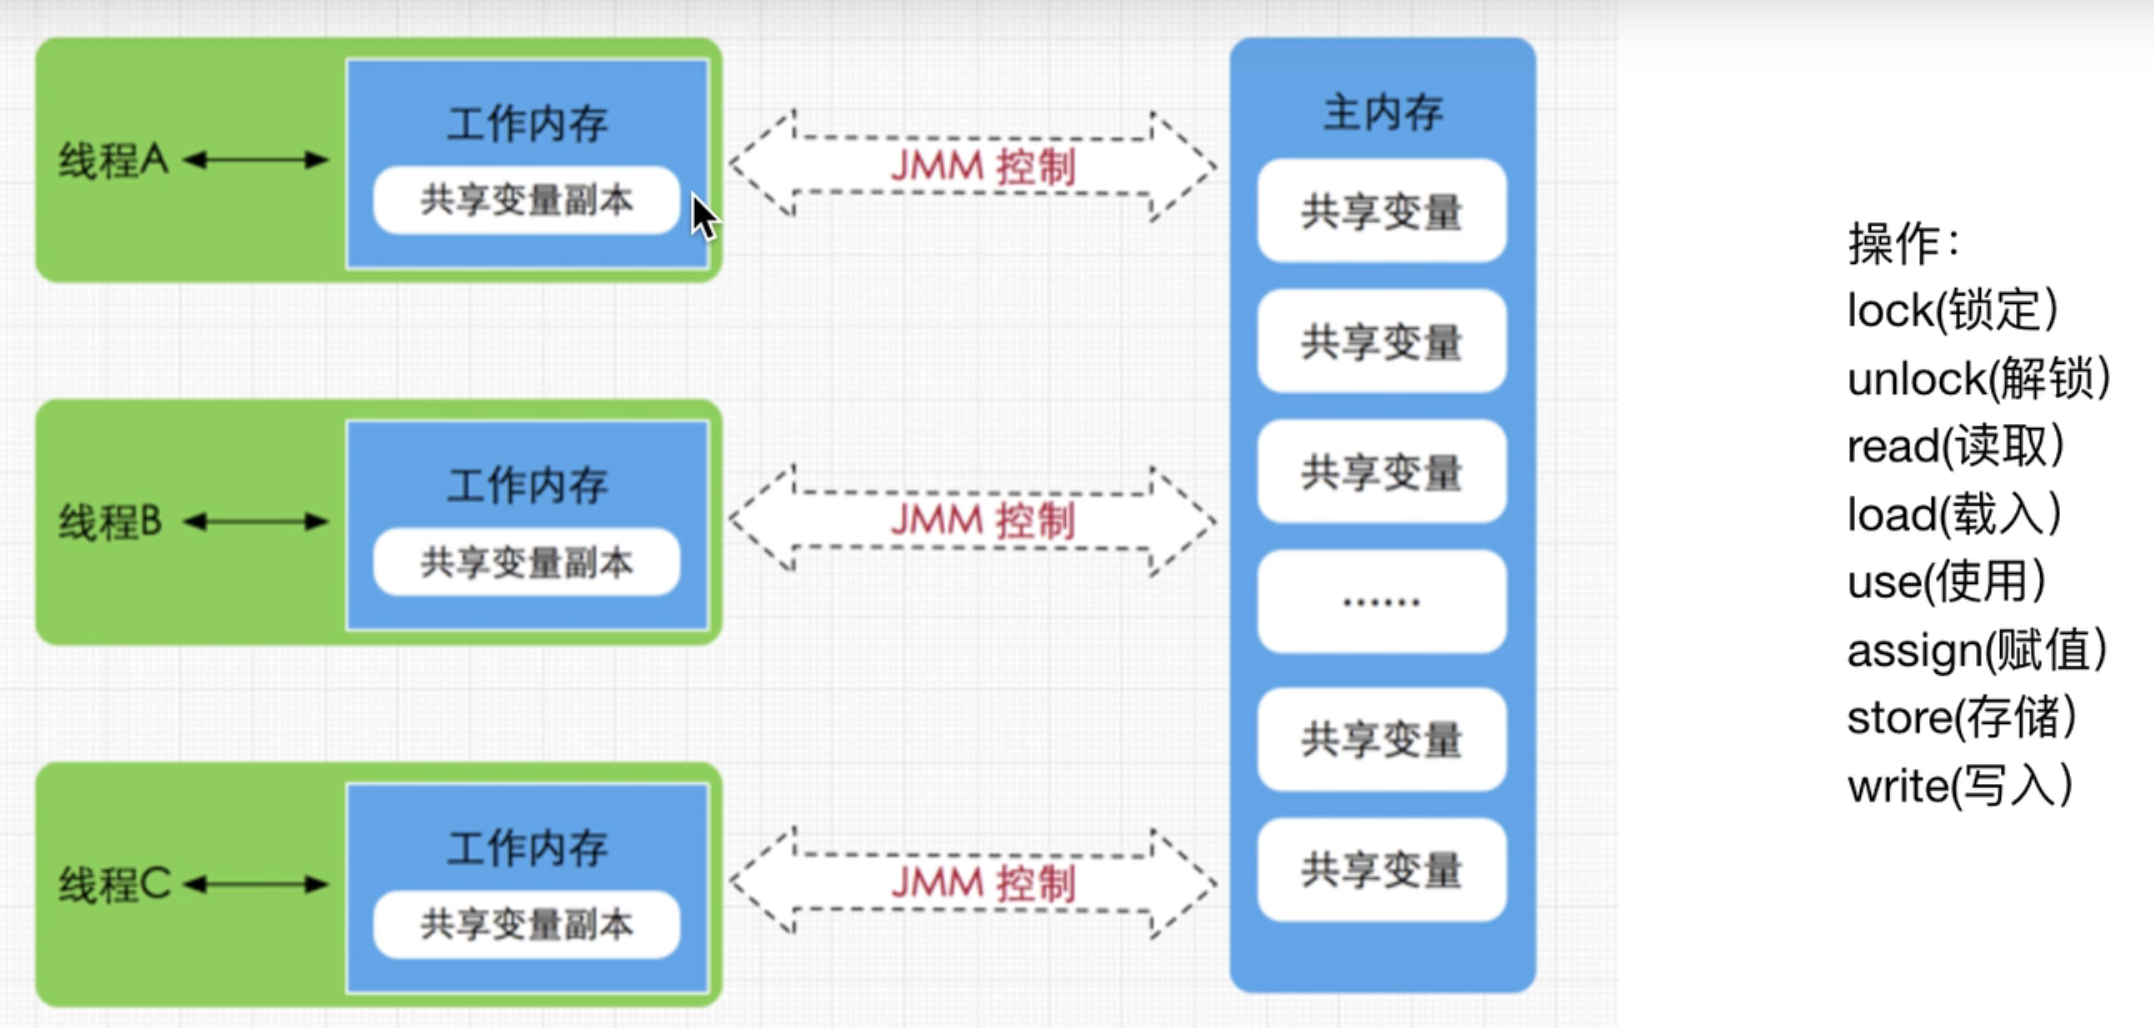 线程A
工作内存
共享变量副本
JMM 控制
线程B
工作内存
共享变量副本
JMM 控制
线程C
工作内存
共享变量副本
JMM 控制
主内存
共享变量
共享变量
共享变量
……
共享变量
共享变量
操作：
lock(锁定）
unlock(解锁）
read(读取）
load(载入）
use(使用）
assign(赋值）
store(存储）
write(写入）